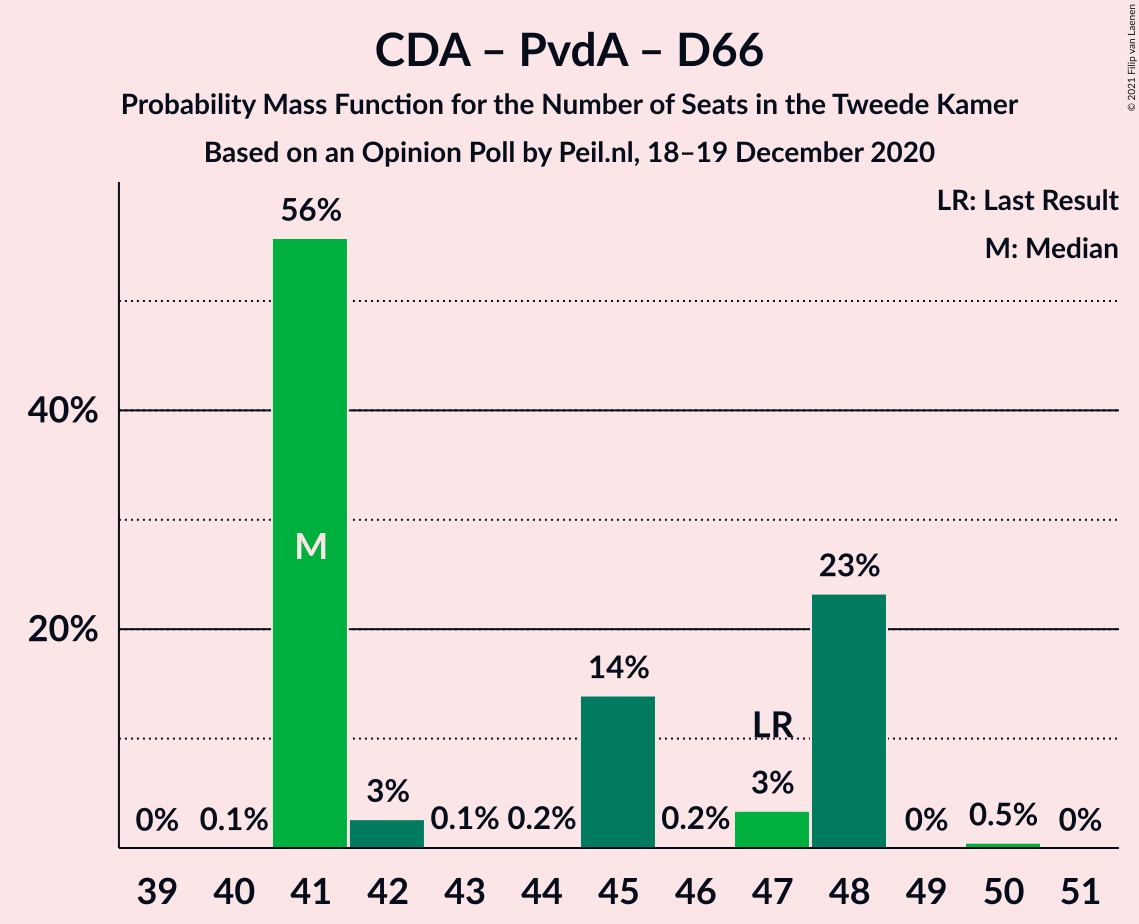 CDA – PvdA – D66
Probability Mass Function for the Number of Seats in the Tweede Kamer
Based on an Opinion Poll by Peil.nl, 18–19 December 2020
© 2021 Filip van Laenen
LR: Last Result
M: Median
56%
40%
M
23%
20%
14%
LR
3%
3%
0%
0.1%
0.1%
0.2%
0.2%
0%
0.5%
0%
39 40 41 42 43 44 45 46 47 48 49 50 51